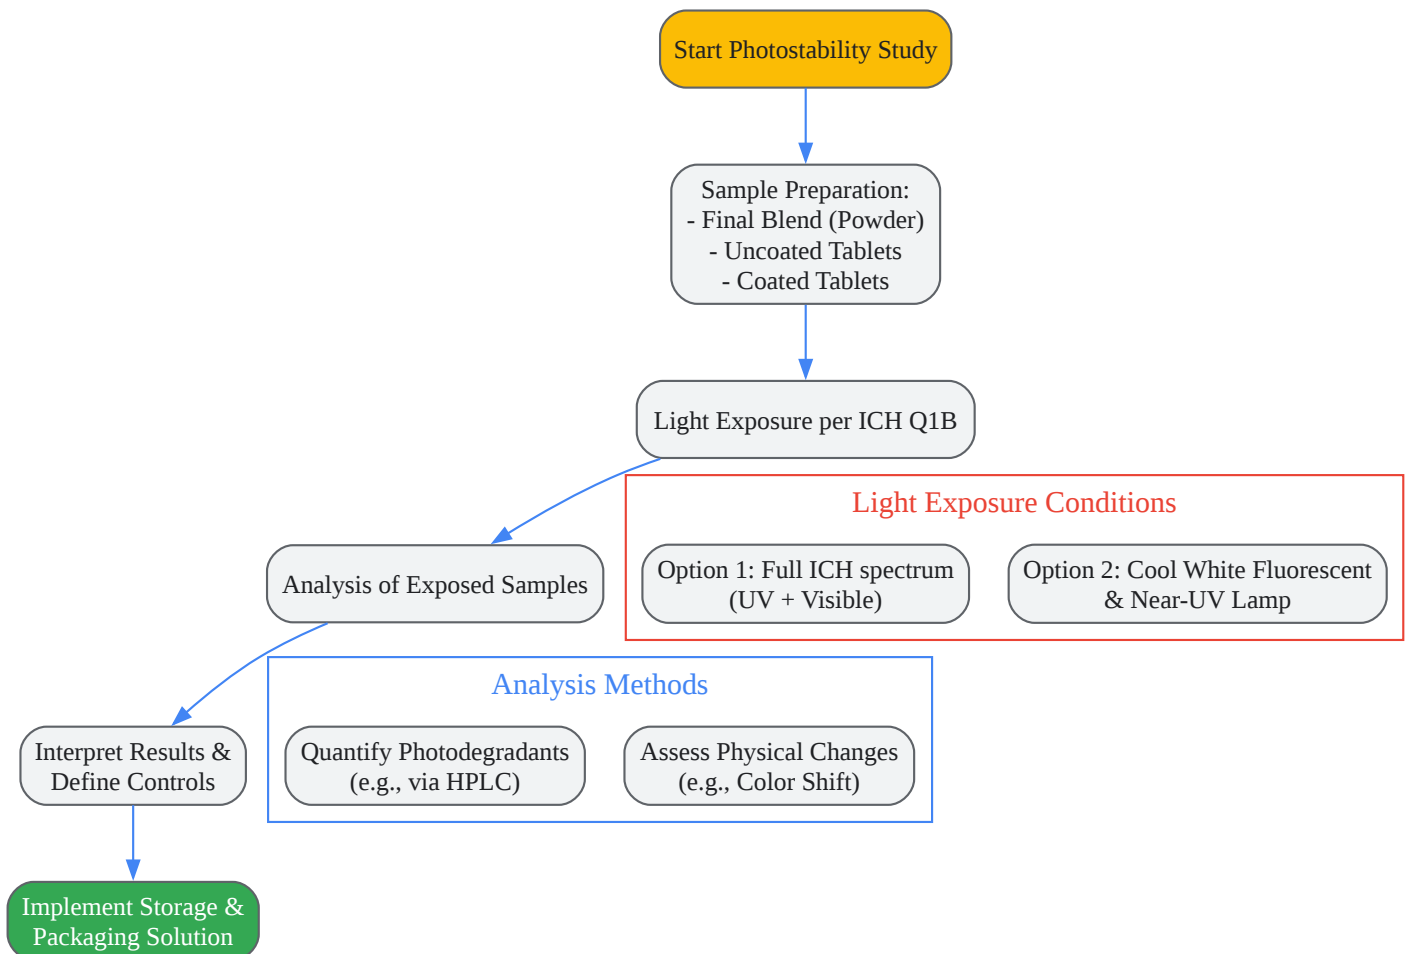 Start Photostability Study
Sample Preparation:
- Final Blend (Powder)
- Uncoated Tablets
- Coated Tablets
Light Exposure per ICH Q1B
Light Exposure Conditions
Option 1: Full ICH spectrum
(UV + Visible)
Option 2: Cool White Fluorescent
& Near-UV Lamp
Analysis of Exposed Samples
Analysis Methods
Quantify Photodegradants
(e.g., via HPLC)
Assess Physical Changes
(e.g., Color Shift)
Interpret Results &
Define Controls
Implement Storage &
Packaging Solution